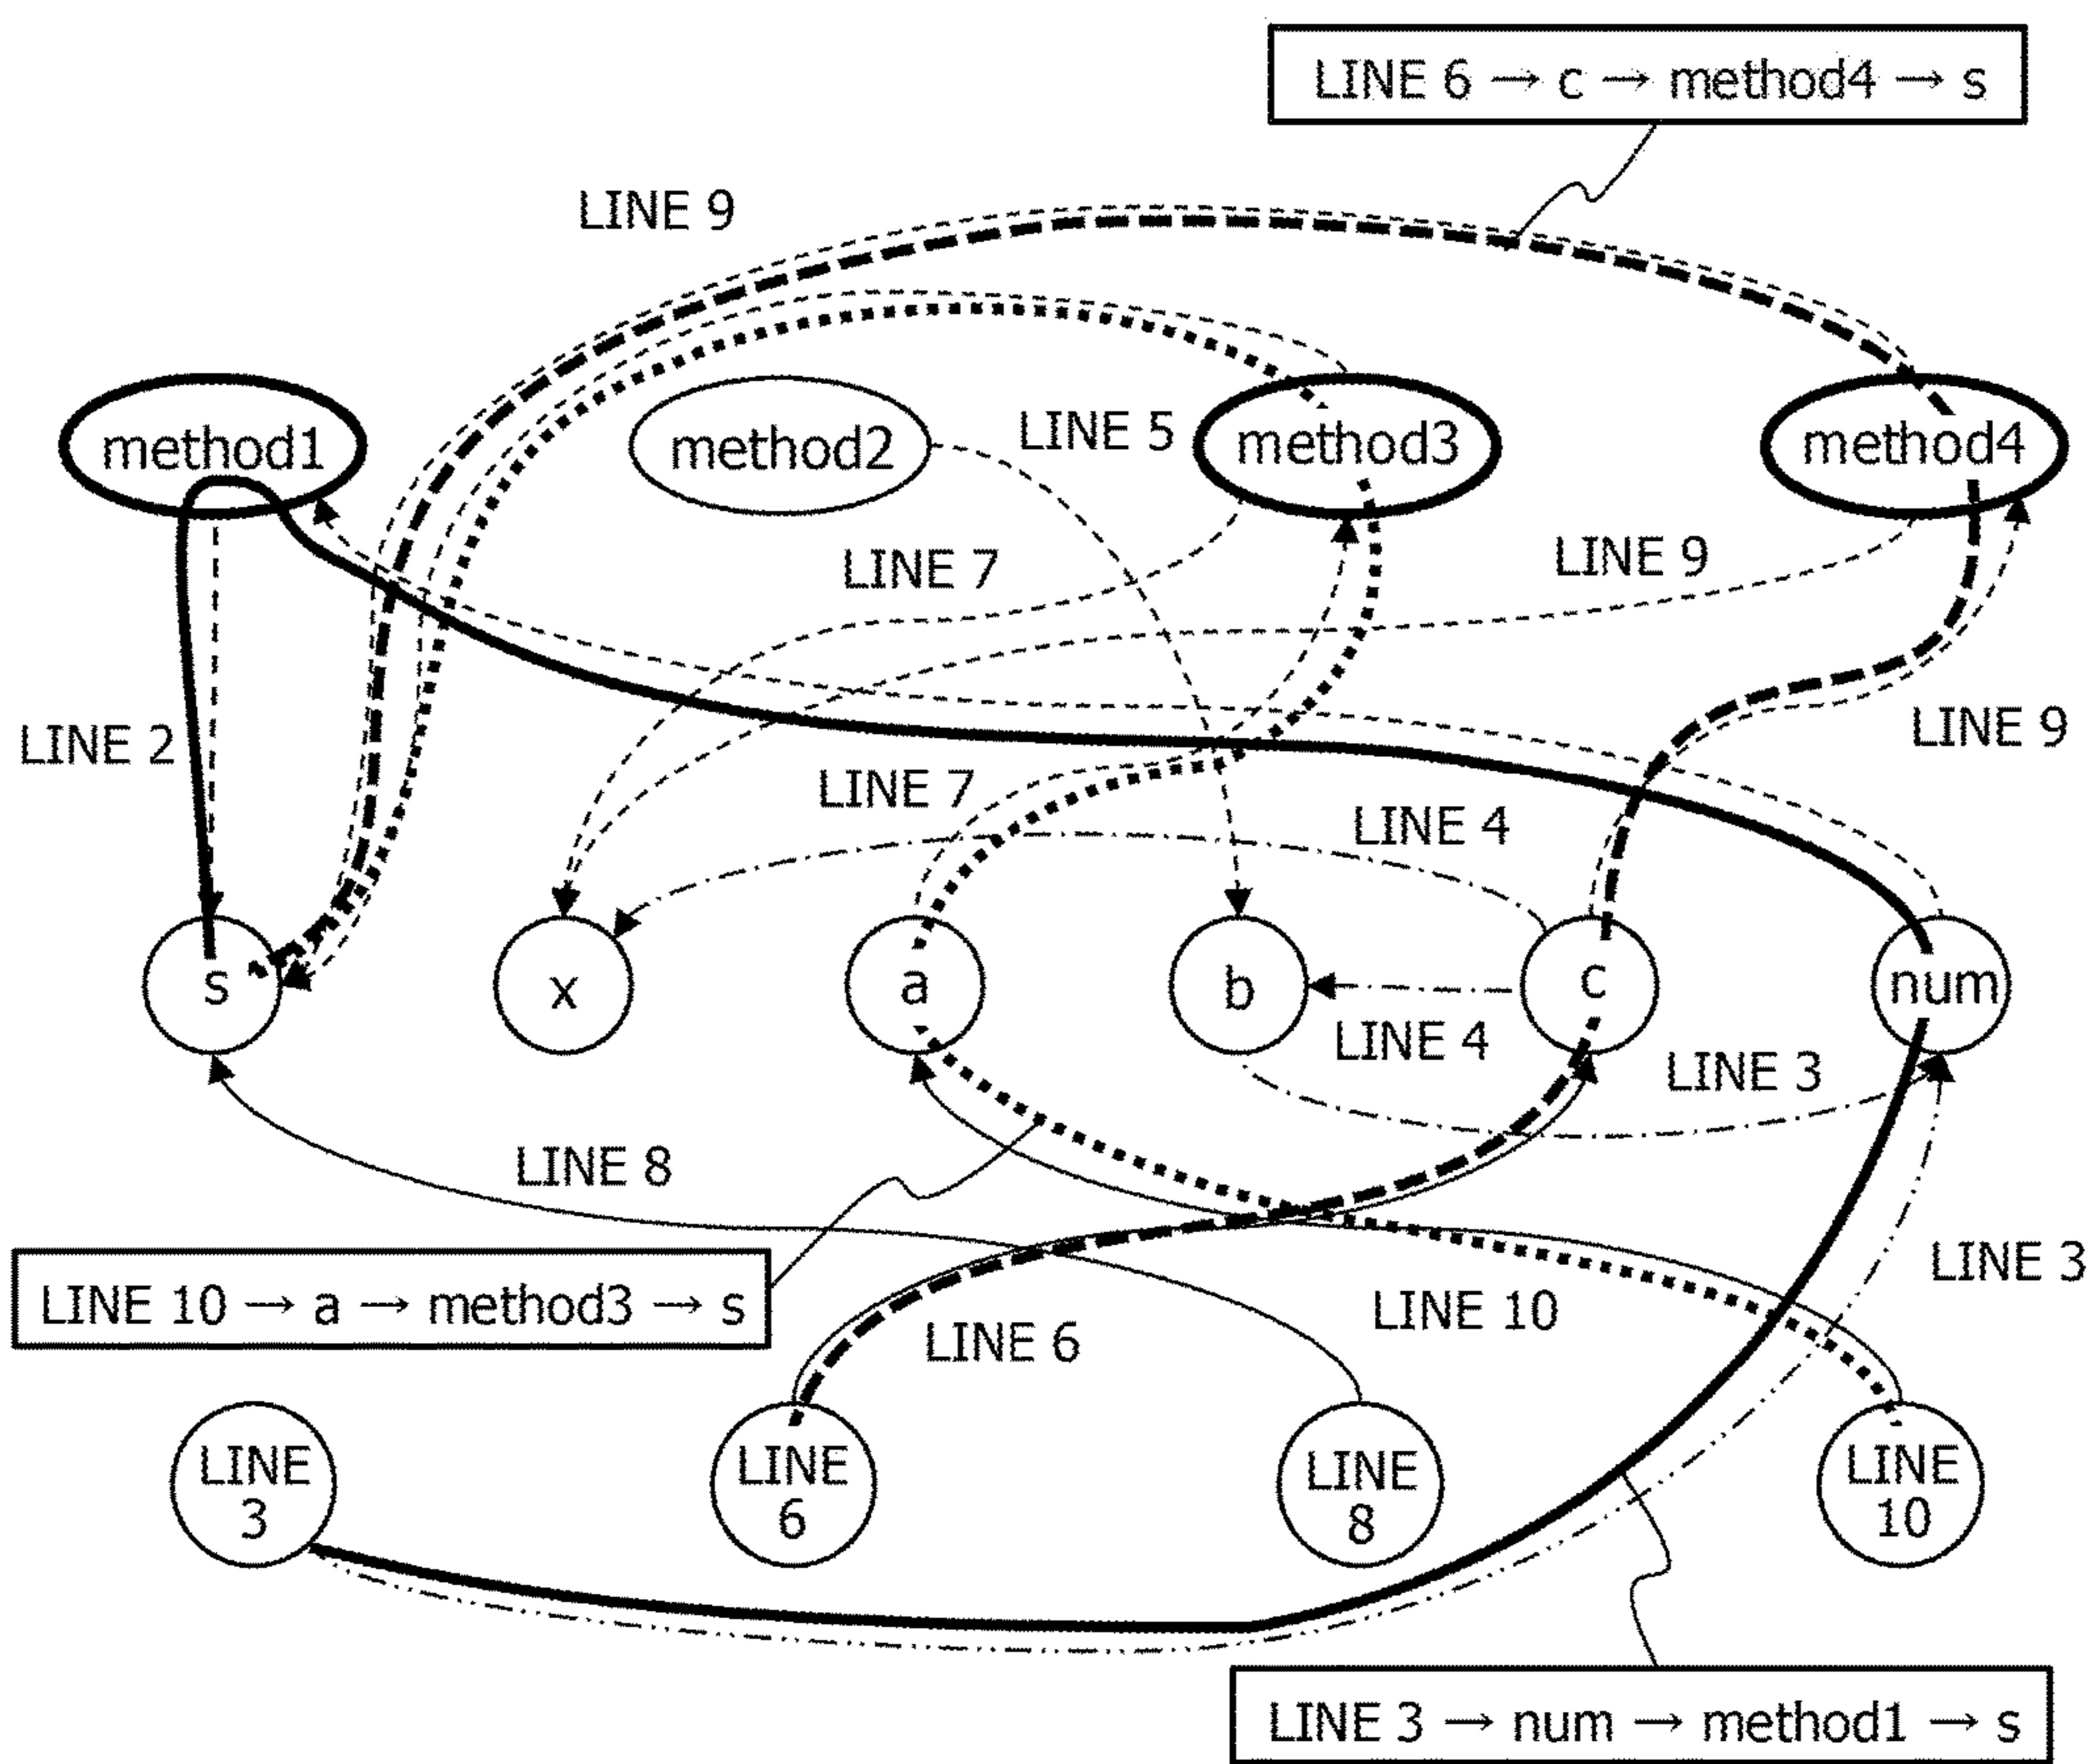 LINE 6 → c → method4 → s
LINE 9
method1
method2
LINE 5
method3
method4
LINE 7
LINE 9
LINE 2
LINE 9
LINE 7
LINE 4
s
x
a
b
c
num
LINE 4
LINE 3
LINE 8
LINE 3
LINE 10 → a → method3 → s
LINE 10
LINE 6
LINE
3
LINE
6
LINE
8
LINE
10
LINE 3 → num → method1 → s